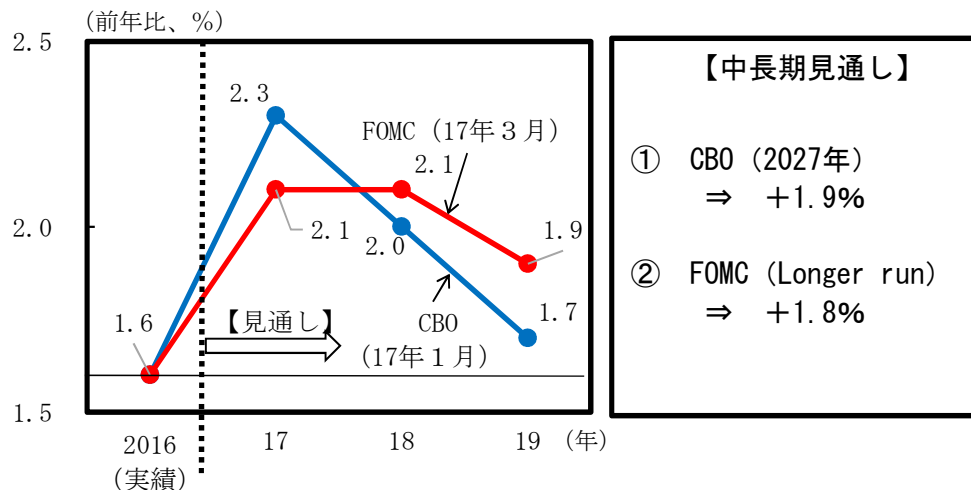 (前年比、%)
2.5
2.0
1.5
2.3
FOMC (17年3月)
2.1
2.1
2.0
1.9
1.6
【見通し】
CBO
(17年1月)
1.7
2016
(実績)
17
18
19
(年)
【中長期見通し】
① CBO (2027年)
⇒ +1.9%
② FOMC (Longer run)
⇒ +1.8%